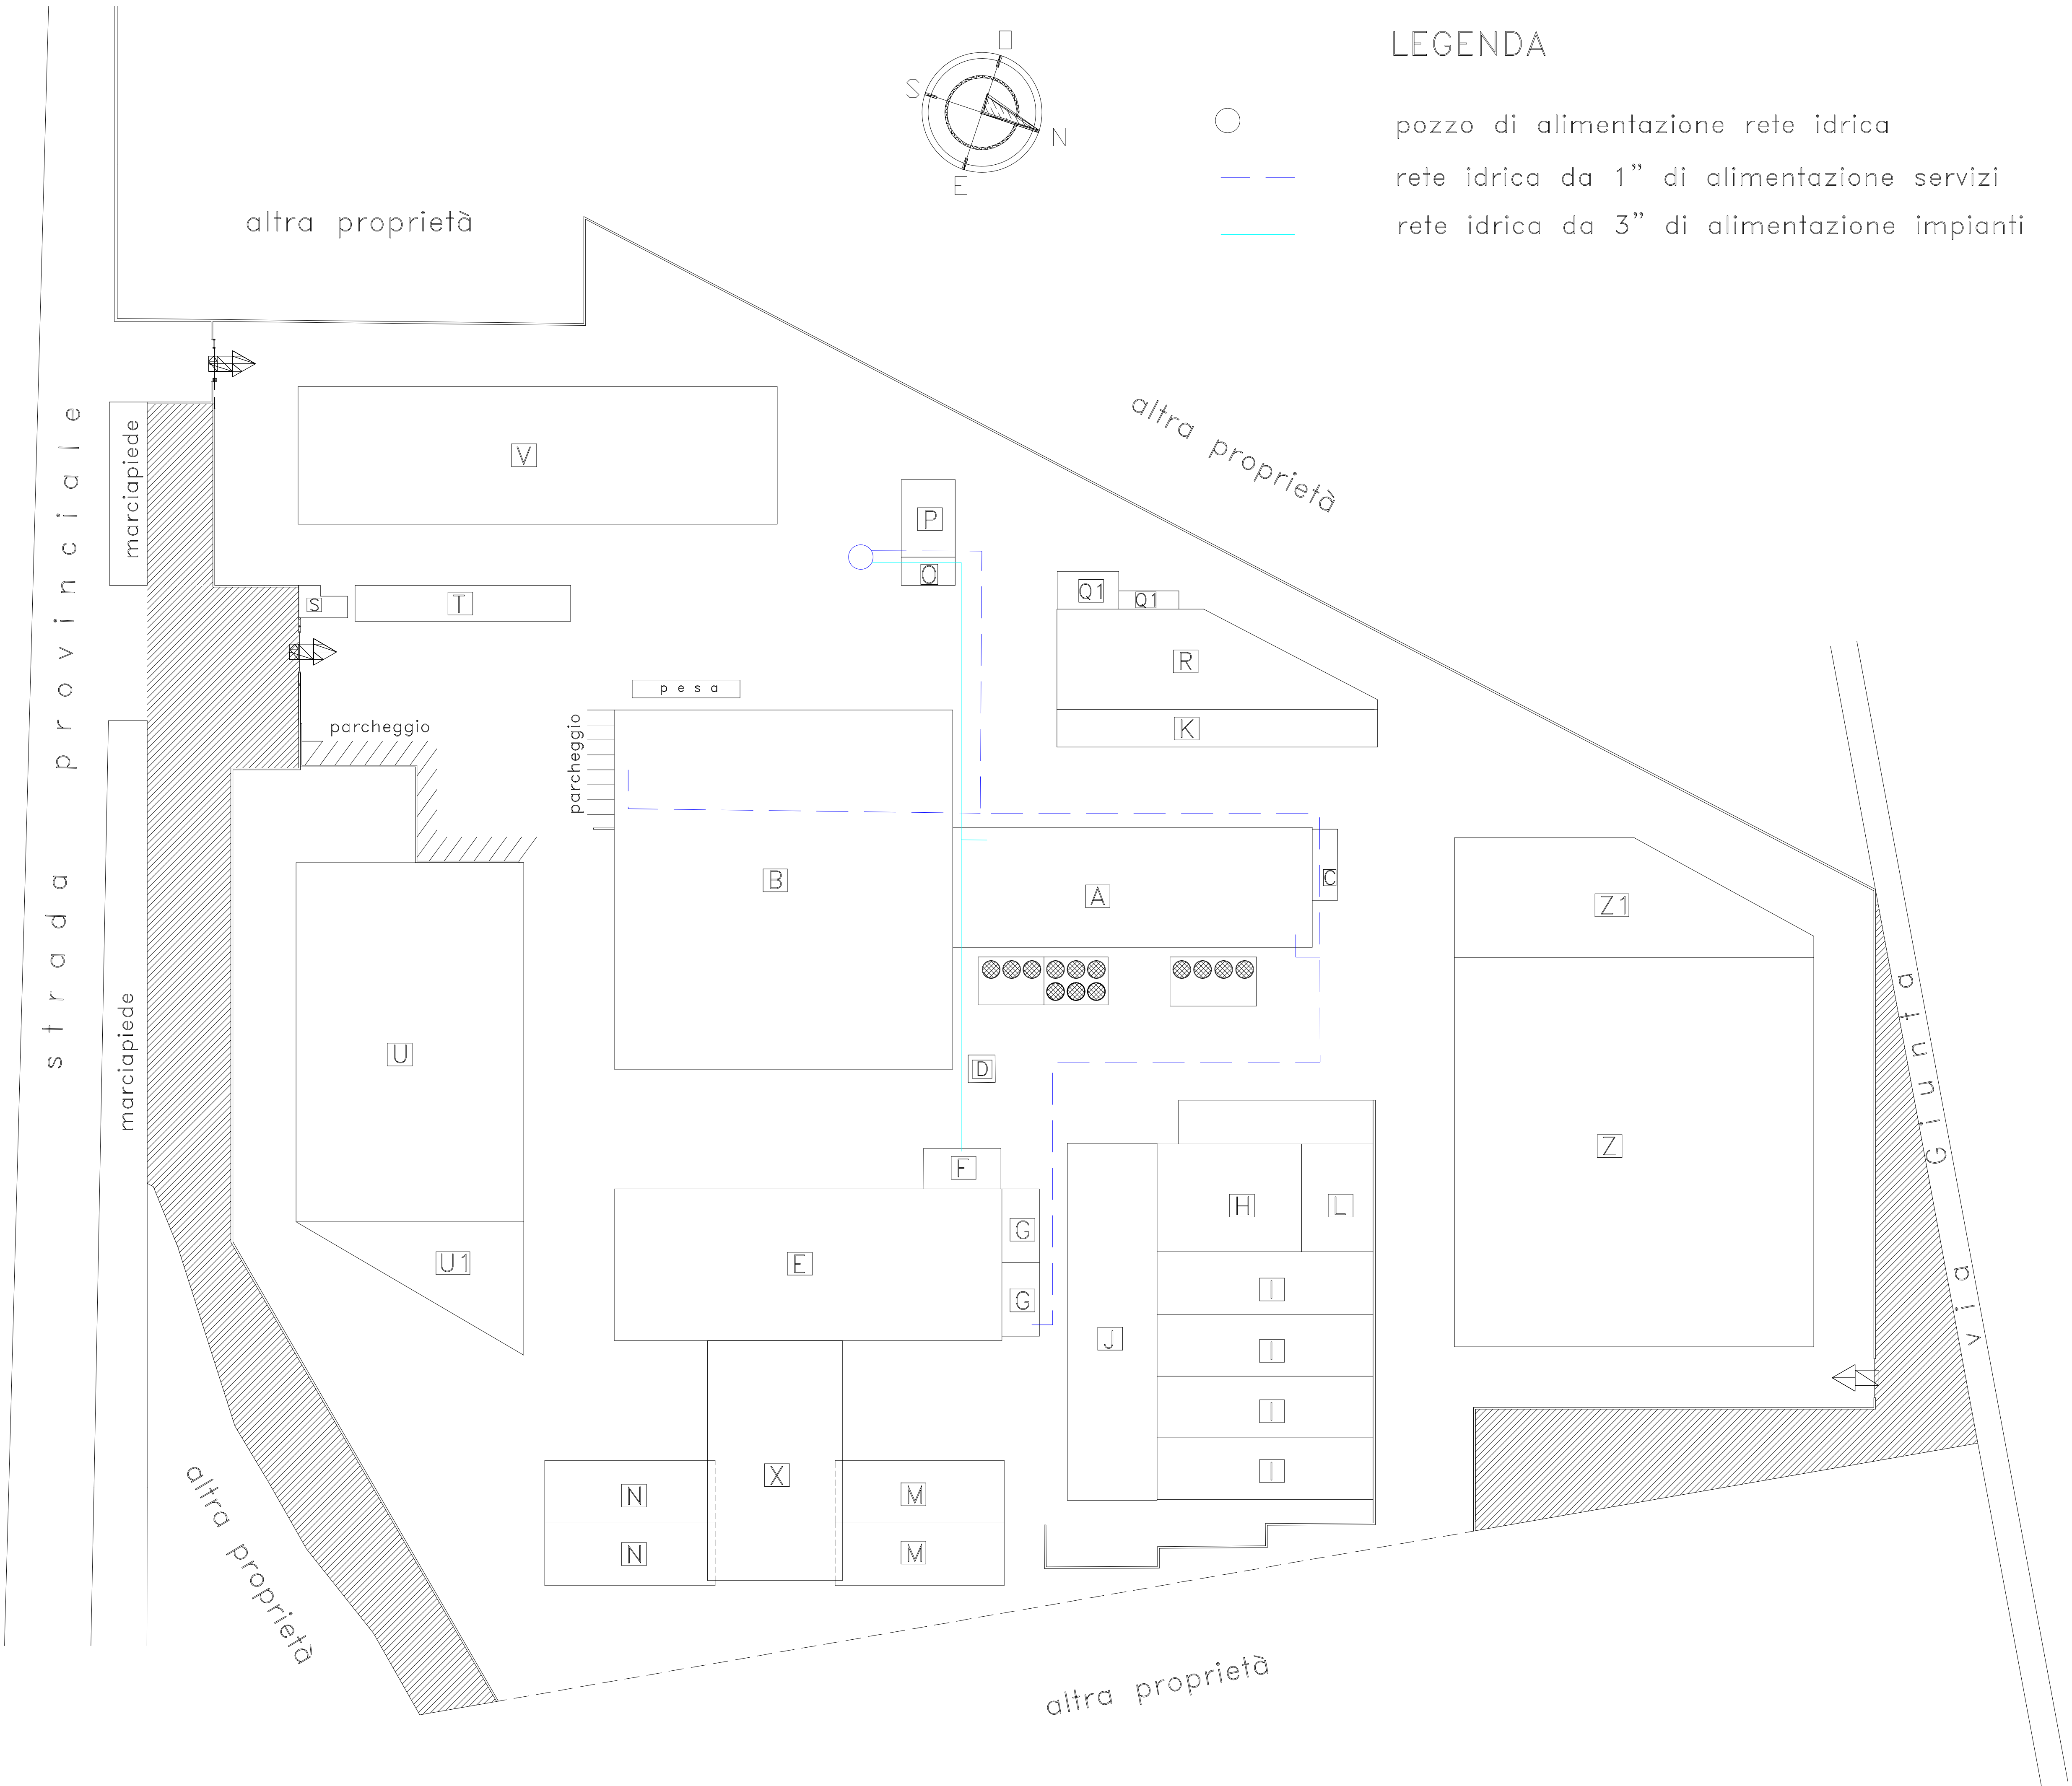 LEGENDA
O
S
N
E
pozzo di alimentazione rete idrica
rete idrica da 1” di alimentazione servizi
rete idrica da 3” di alimentazione impianti
altra proprietà
altra proprietà
strada provinciale
marciapiede
V
P
O
S
T
Q1
Q1
R
K
pesa
parcheggio
parcheggio
B
A
C
Z1
U
D
marciapiede
Z
via Giunta
F
H
L
G
E
U1
G
I
J
I
I
I
X
N
M
N
M
altra proprietà
altra proprietà